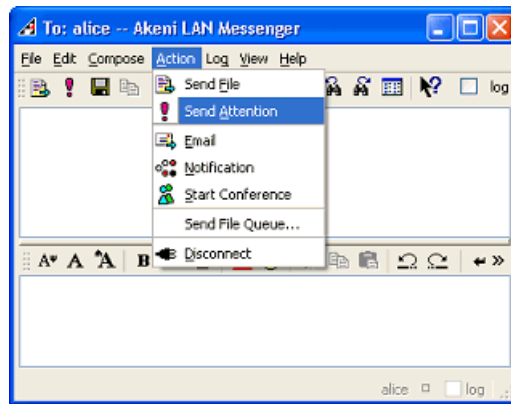 To: alice -- Akeni LAN Messenger
File Edit Compose Action Log View Help
log
Send File
Send Attention
Email
Notification
Start Conference
Send File Queue...
Disconnect
A A A B
alice log